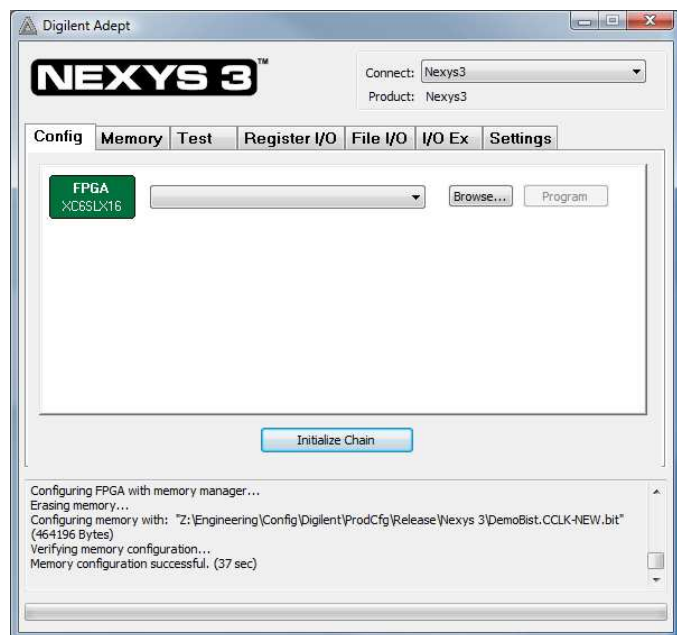 Digilent Adept
NEXYS 3™
Connect: Nexys3
Product: Nexys3
Config Memory Test Register I/O File I/O I/O Ex Settings
FPGA
XC6SLX16
Browse... Program
Initialize Chain
Configuring FPGA with memory manager...
Erasing memory...
Configuring memory with: "Z:\Engineering\Config\Digilent\ProdCfg\Release\Nexys 3\DemoBist.CCLK-NEW.bit"
(464196 Bytes)
Verifying memory configuration...
Memory configuration successful. (37 sec)